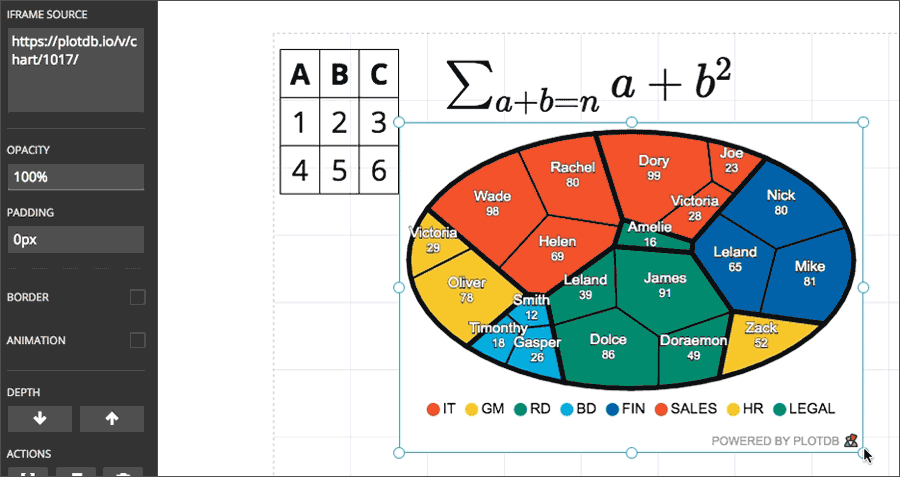 IFRAME SOURCE
https://plotdb.io/v/c
hart/1017/
OPACITY
100%
PADDING
0px
BORDER
ANIMATION
DEPTH
ACTIONS
A B C
1 2 3
4 5 6
∑a+b=n a + b²
Rachel
80
Dory
99
Joe
23
Wade
98
Victoria
28
Nick
80
Victoria
29
Helen
69
Amelie
16
Leland
65
Mike
81
Oliver
78
Leland
39
James
91
Smith
12
Timonthy
18
Gasper
26
Dolce
86
Doraemon
49
Zack
52
IT GM RD BD FIN SALES HR LEGAL
POWERED BY PLOTDB